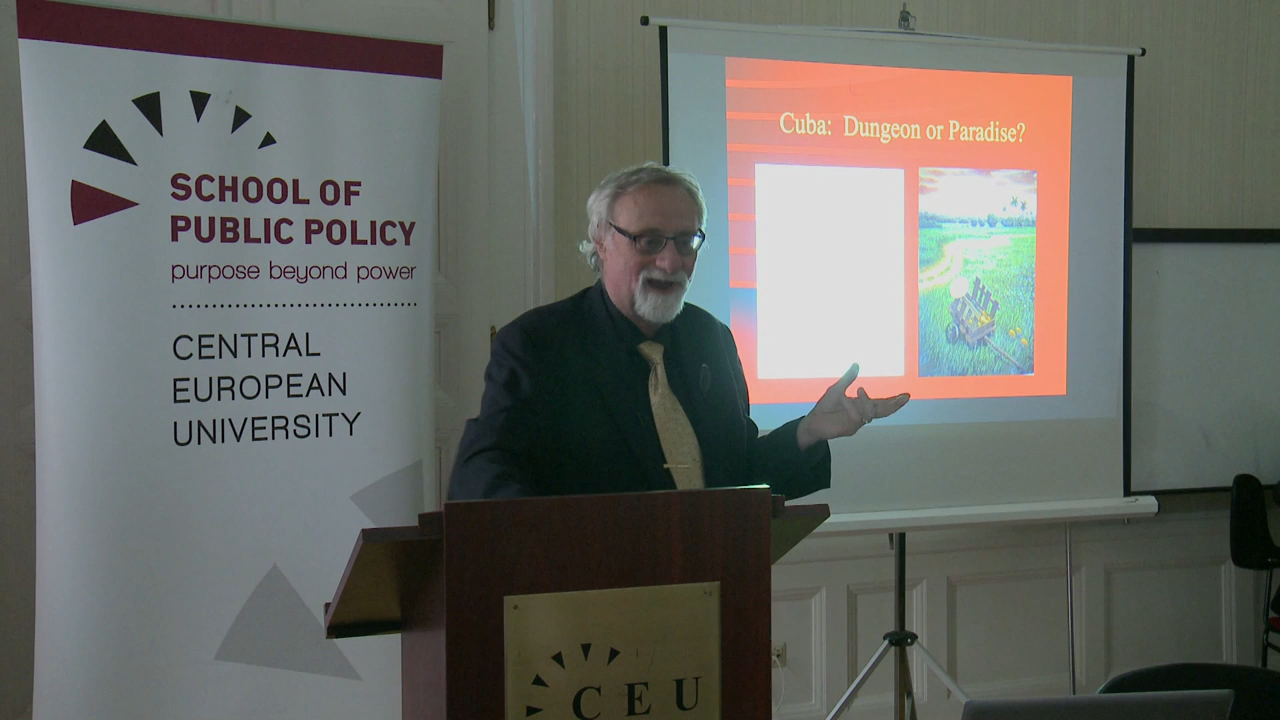 SCHOOL OF
PUBLIC POLICY
purpose beyond power
CENTRAL
EUROPEAN
UNIVERSITY
Cuba: Dungeon or Paradise?
CEU